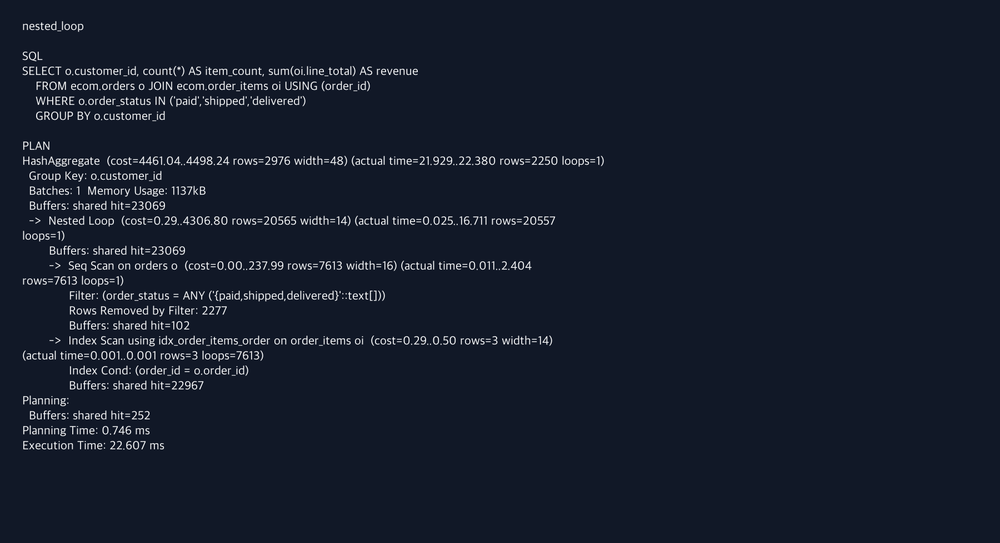 nested_loop
SQL
SELECT o.customer_id, count(*) AS item_count, sum(oi.line_total) AS revenue
FROM ecom.orders o JOIN ecom.order_items oi USING (order_id)
WHERE o.order_status IN ('paid','shipped','delivered')
GROUP BY o.customer_id
PLAN
HashAggregate  (cost=4461.04..4498.24 rows=2976 width=48) (actual time=21.929..22.380 rows=2250 loops=1)
Group Key: o.customer_id
Batches: 1  Memory Usage: 1137kB
Buffers: shared hit=23069
->  Nested Loop  (cost=0.29..4306.80 rows=20565 width=14) (actual time=0.025..16.711 rows=20557
loops=1)
Buffers: shared hit=23069
->  Seq Scan on orders o  (cost=0.00..237.99 rows=7613 width=16) (actual time=0.011..2.404
rows=7613 loops=1)
Filter: (order_status = ANY ('{paid,shipped,delivered}'::text[]))
Rows Removed by Filter: 2277
Buffers: shared hit=102
->  Index Scan using idx_order_items_order on order_items oi  (cost=0.29..0.50 rows=3 width=14)
(actual time=0.001..0.001 rows=3 loops=7613)
Index Cond: (order_id = o.order_id)
Buffers: shared hit=22967
Planning:
Buffers: shared hit=252
Planning Time: 0.746 ms
Execution Time: 22.607 ms